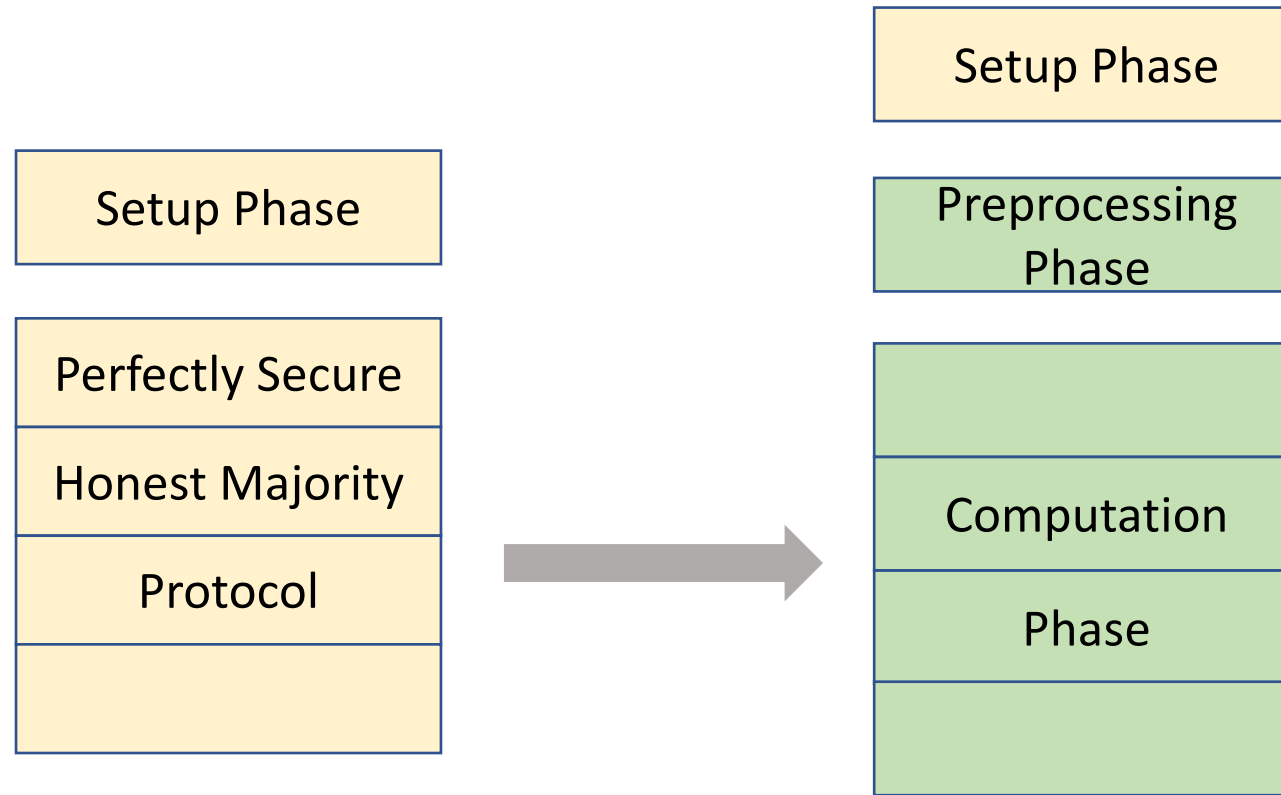 Setup Phase
Perfectly Secure
Honest Majority
Protocol
Setup Phase
Preprocessing
Phase
Computation
Phase